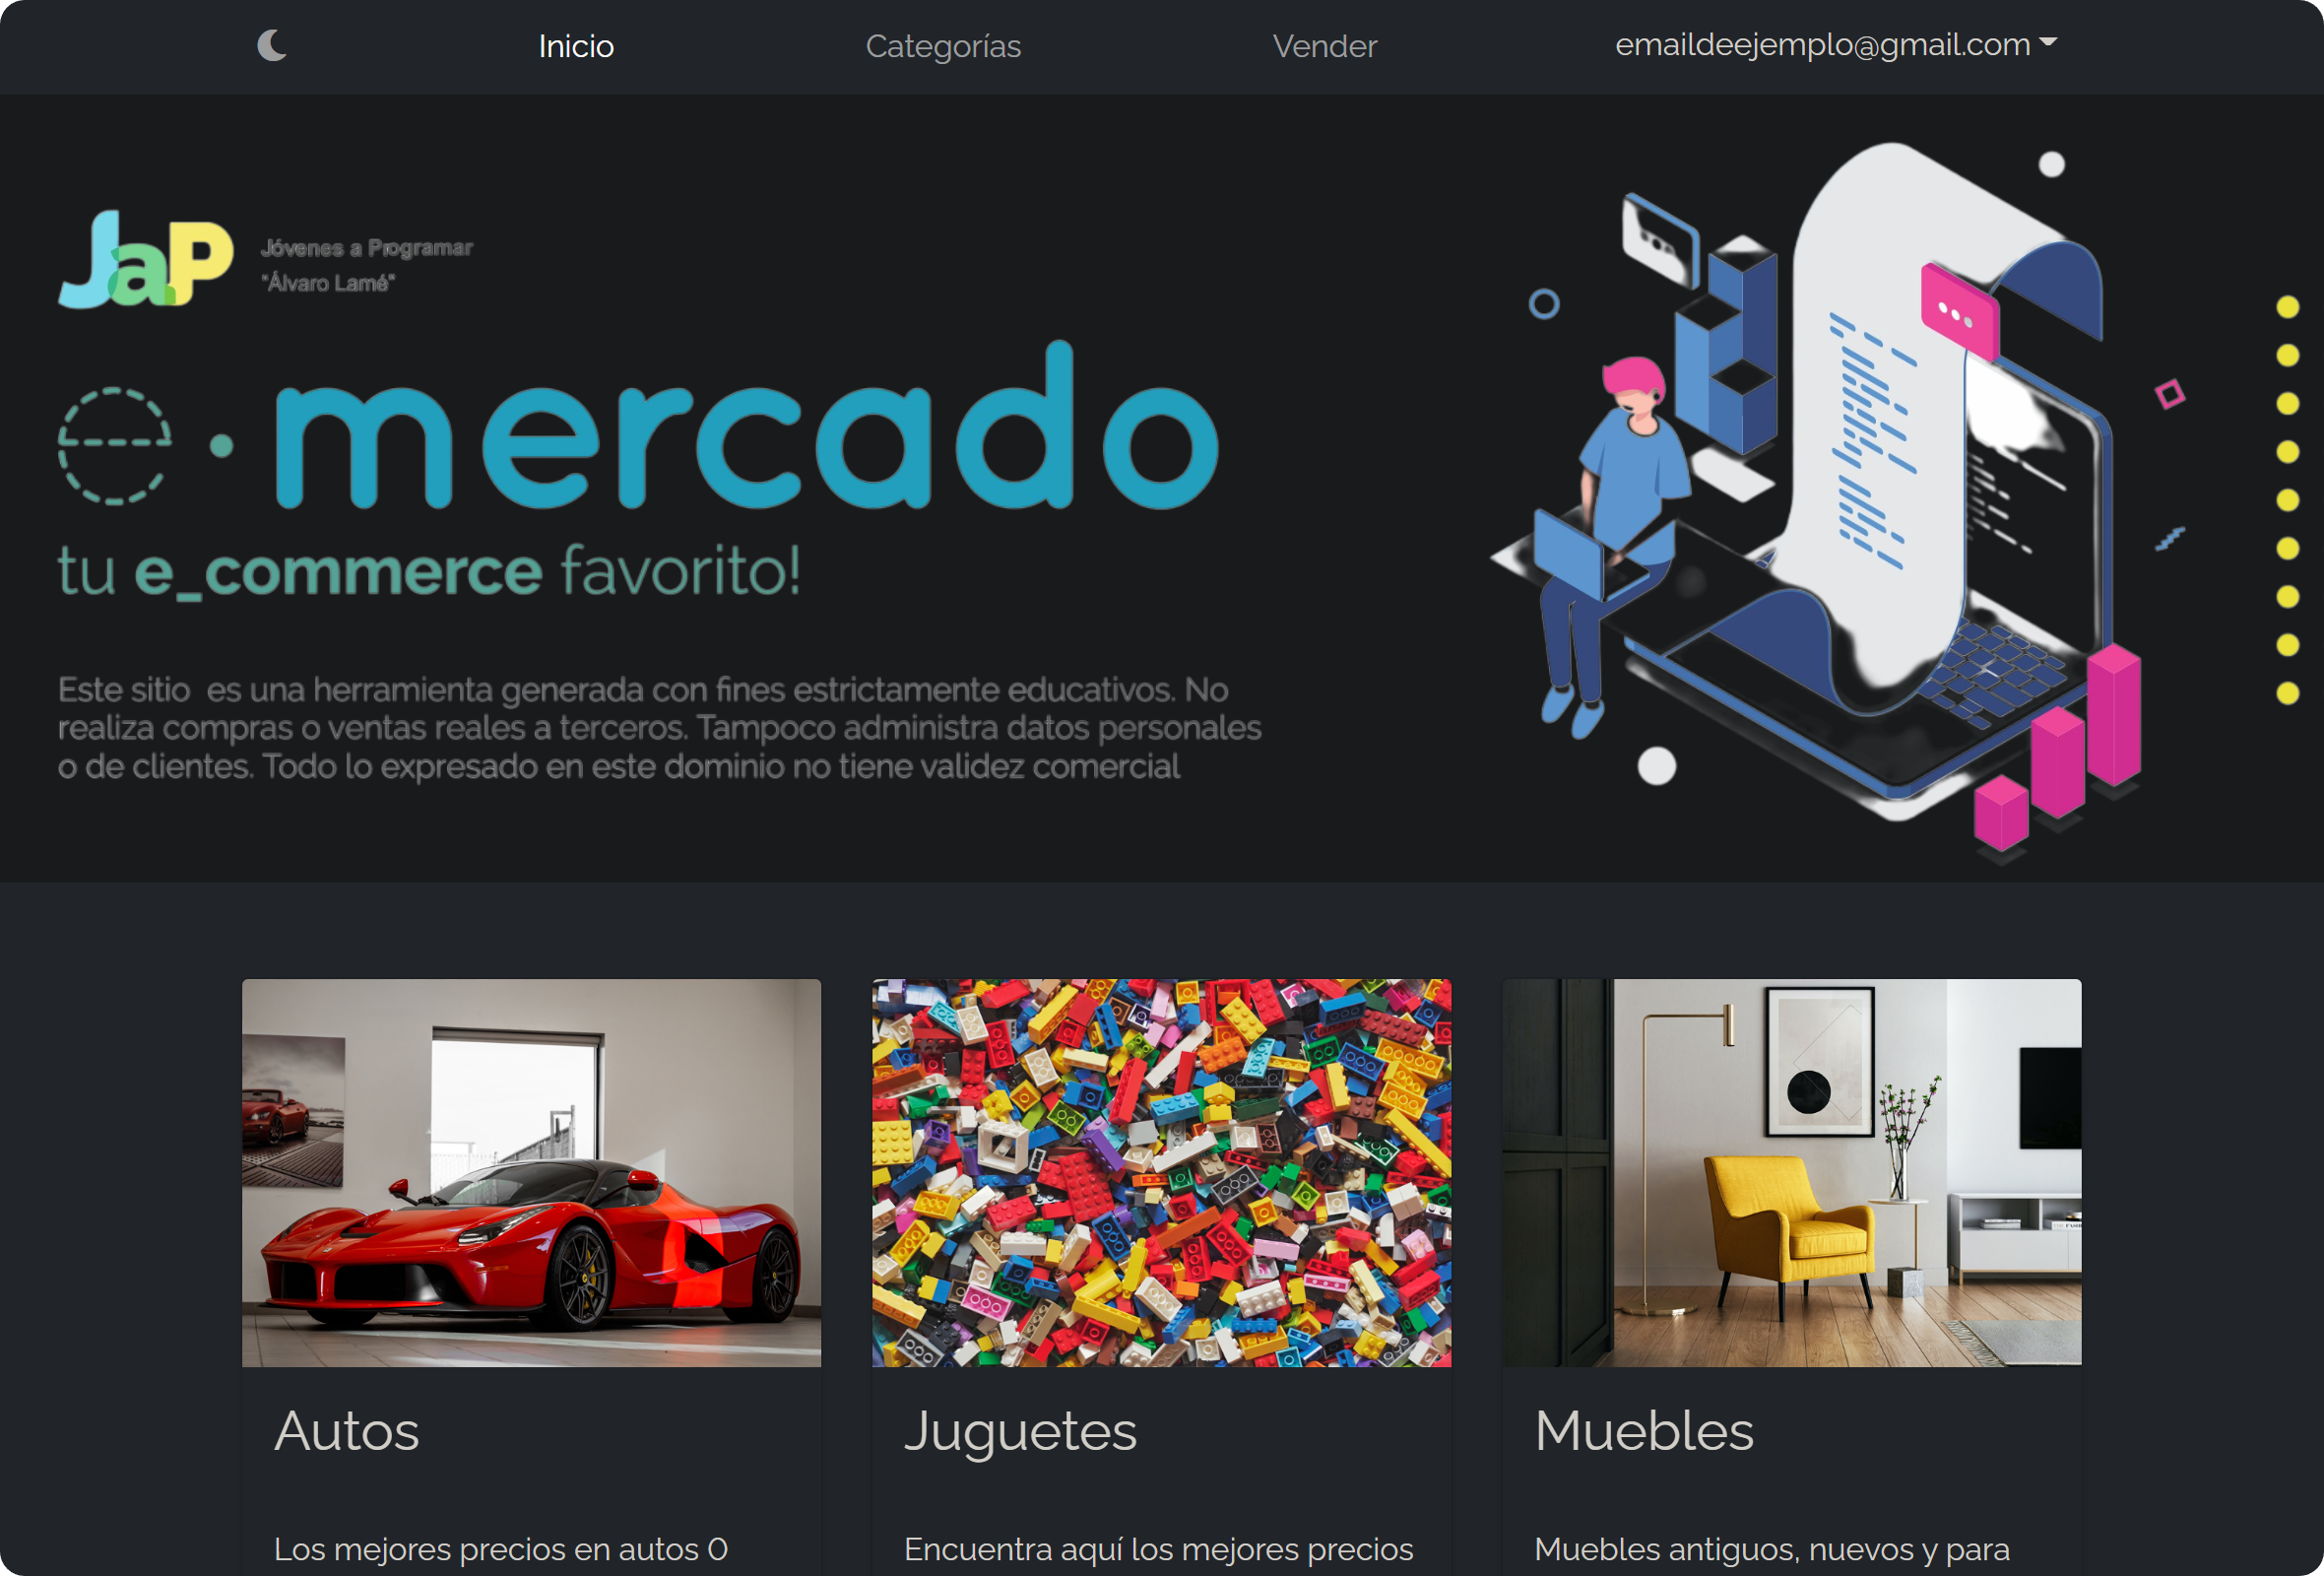 Inicio
Categorías
Vender
emaildeejemplo@gmail.com
JaP
Jóvenes a Programar
"Álvaro Lamé"
e · mercado
tu e_commerce favorito!
Este sitio  es una herramienta generada con fines estrictamente educativos. No
realiza compras o ventas reales a terceros. Tampoco administra datos personales
o de clientes. Todo lo expresado en este dominio no tiene validez comercial
Autos
Juguetes
Muebles
Los mejores precios en autos 0
Encuentra aquí los mejores precios
Muebles antiguos, nuevos y para